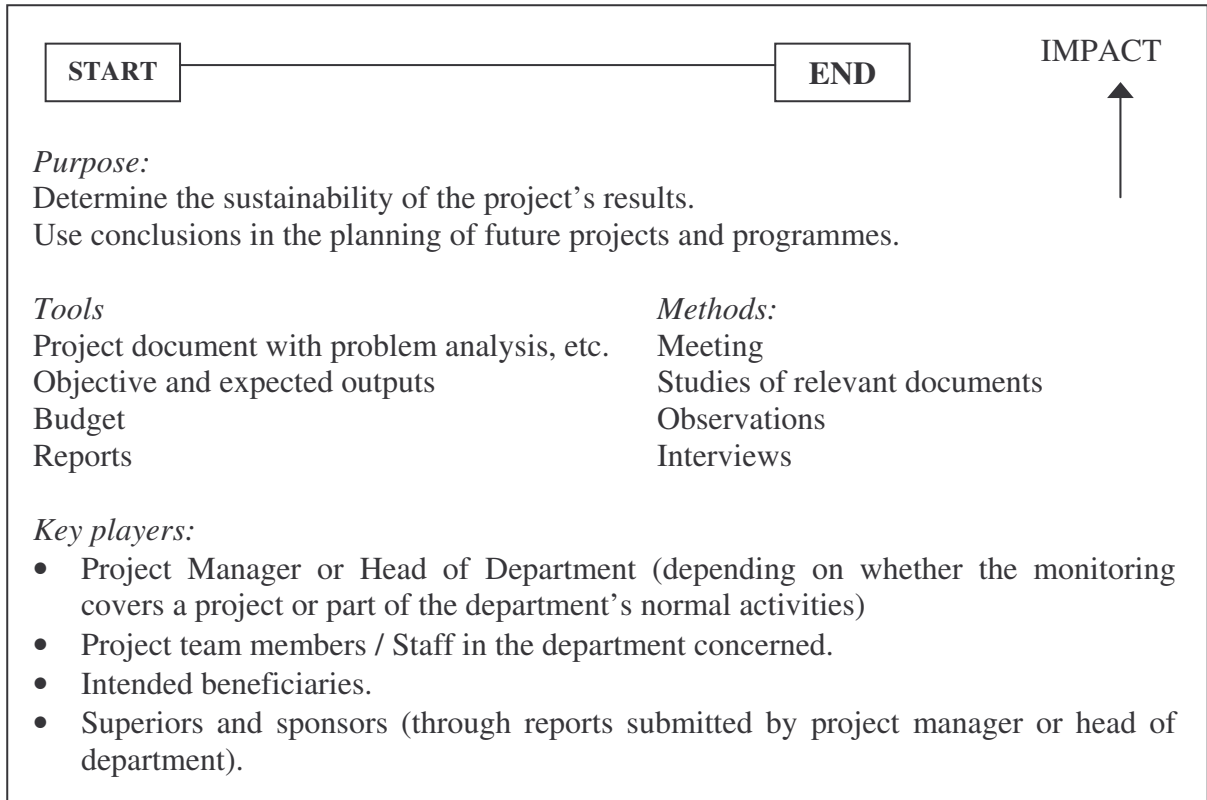 START
END
IMPACT
Purpose:
Determine the sustainability of the project’s results.
Use conclusions in the planning of future projects and programmes.
Tools
Project document with problem analysis, etc.
Objective and expected outputs
Budget
Reports
Methods:
Meeting
Studies of relevant documents
Observations
Interviews
Key players:
• Project Manager or Head of Department (depending on whether the monitoring
covers a project or part of the department’s normal activities)
• Project team members / Staff in the department concerned.
• Intended beneficiaries.
• Superiors and sponsors (through reports submitted by project manager or head of
department).